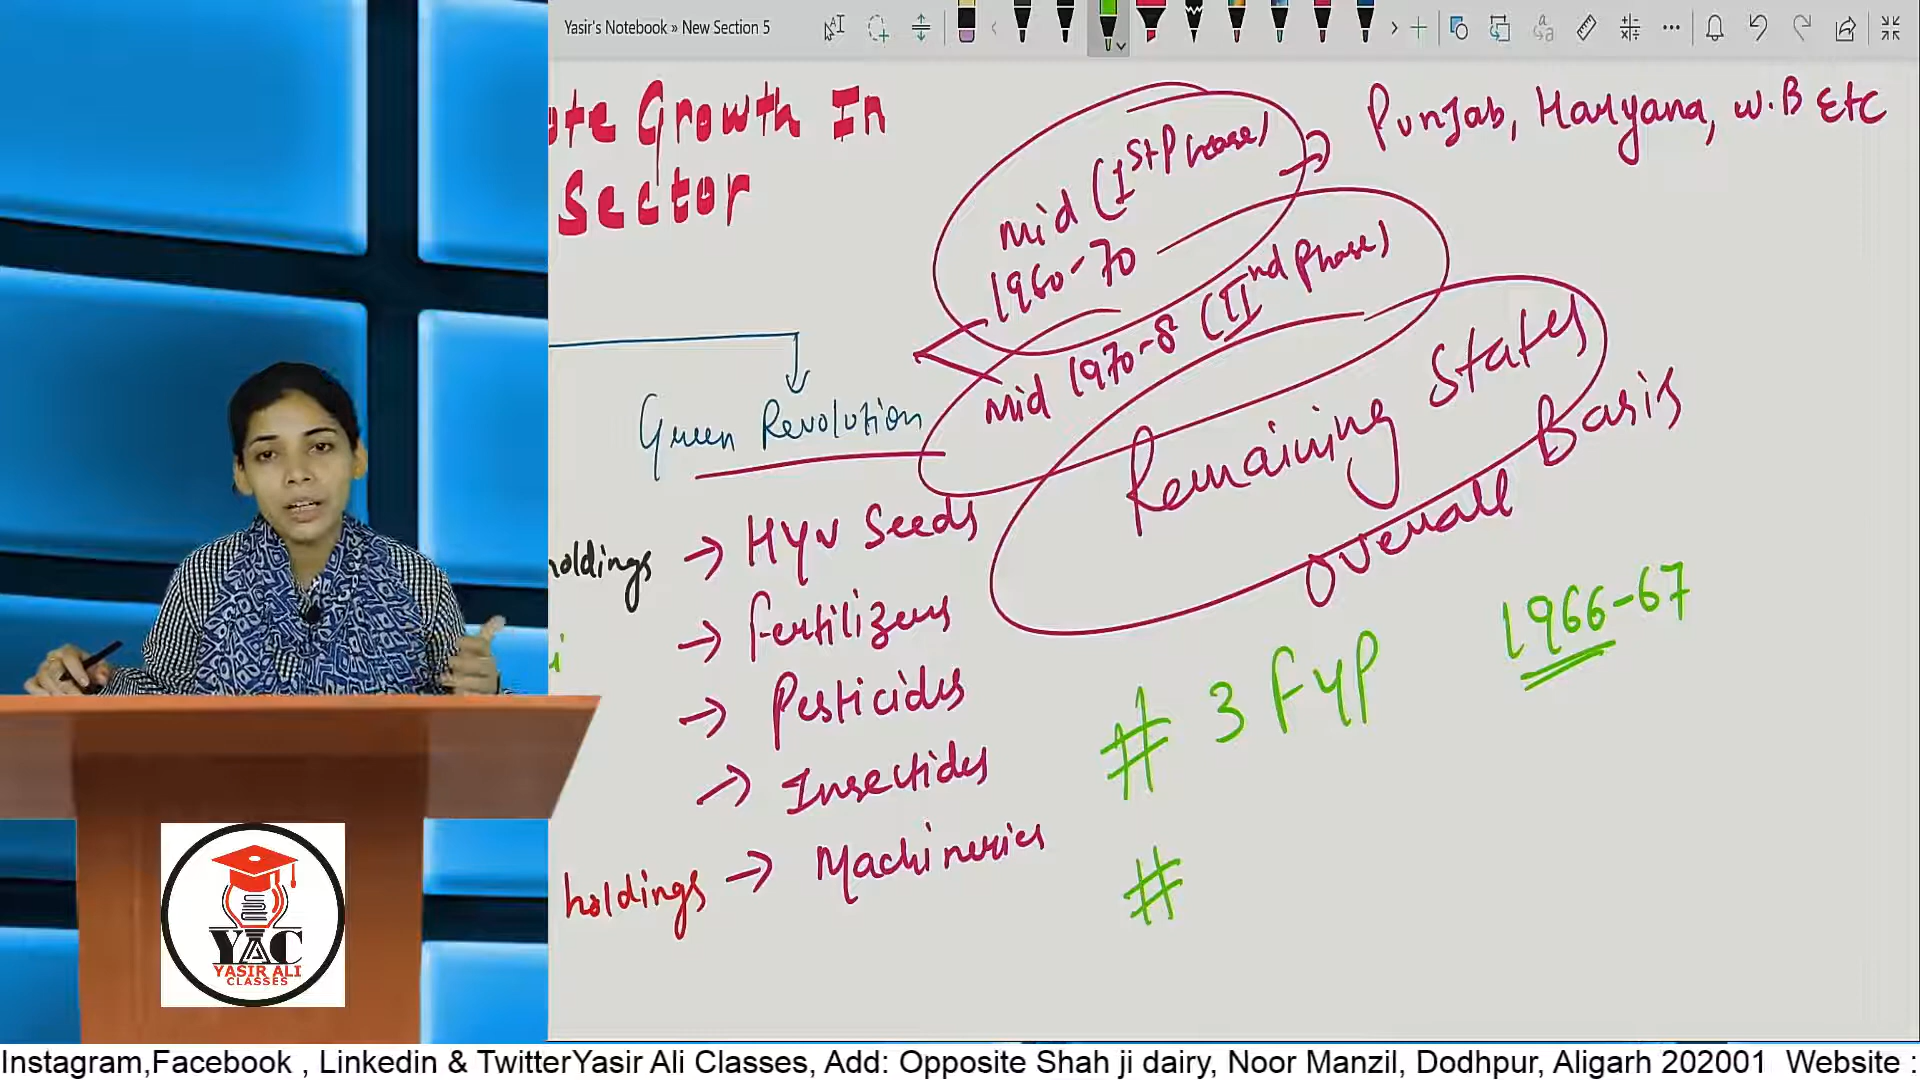 Yasir's Notebook » New Section 5
ote Growth In
Sector
Mid (Ist Phase)
1960-70
Punjab, Haryana, W.B Etc
Mid 1970-8 (IInd Phase)
Remaining States
overall Basis
Green Revolution
holdings → HYV Seeds
→ Fertilizers
→ Pesticides
→ Insectides
holdings → Machineries
1966-67
# 3 FYP
#
YAC
YASIR ALI
CLASSES
Instagram,Facebook , Linkedin & TwitterYasir Ali Classes, Add: Opposite Shah ji dairy, Noor Manzil, Dodhpur, Aligarh 202001 Website :